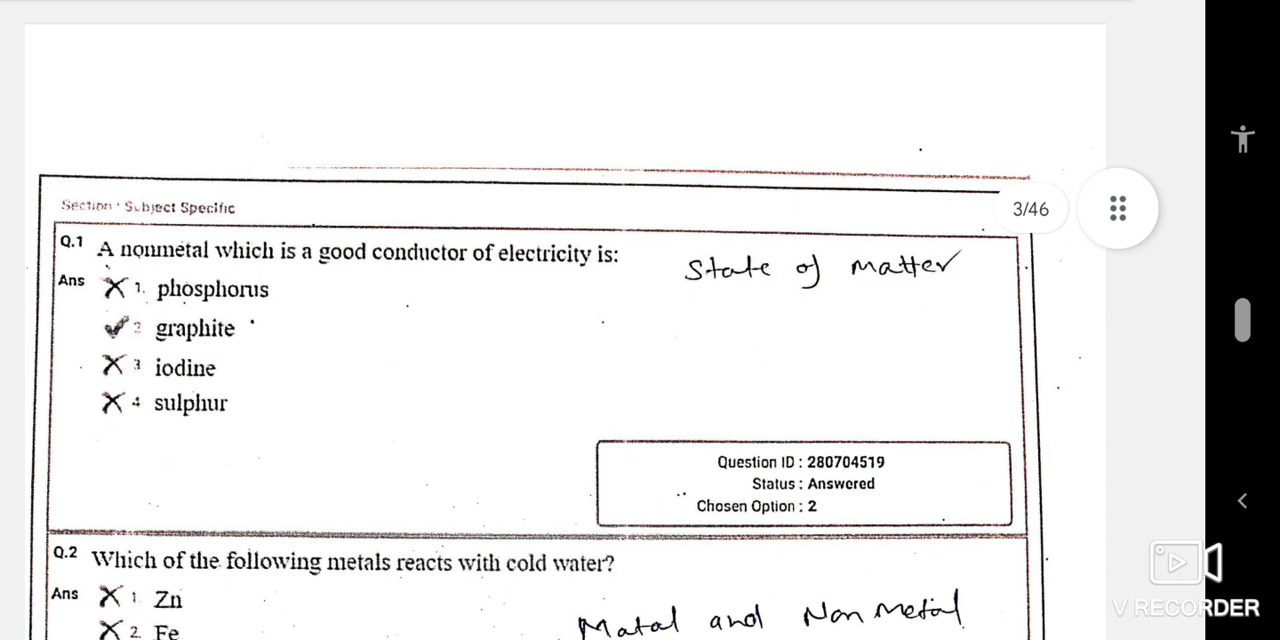 Section : Subject Specific
3/46
Q.1 A nonmetal which is a good conductor of electricity is:
State of matter
Ans 1. phosphorus
2 graphite
3 iodine
4 sulphur
Question ID : 280704519
Status : Answered
Chosen Option : 2
Q.2 Which of the following metals reacts with cold water?
Ans 1. Zn
Matal and Non Metal
2. Fe
V RECORDER